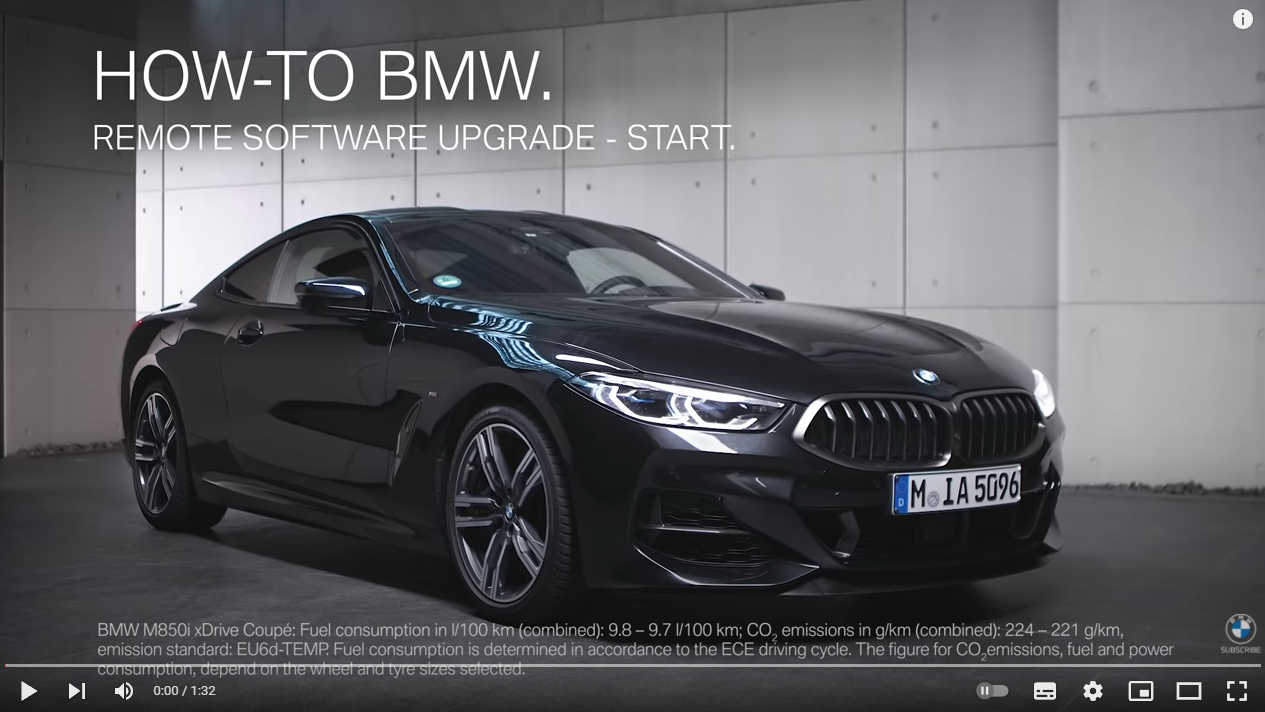 HOW-TO BMW.
REMOTE SOFTWARE UPGRADE - START.
M IA 5096
D
BMW M850i xDrive Coupé: Fuel consumption in l/100 km (combined): 9.8 – 9.7 l/100 km; CO₂ emissions in g/km (combined): 224 – 221 g/km,
emission standard: EU6d-TEMP. Fuel consumption is determined in accordance to the ECE driving cycle. The figure for CO₂emissions, fuel and power
consumption, depend on the wheel and tyre sizes selected.
SUBSCRIBE
0:00 / 1:32